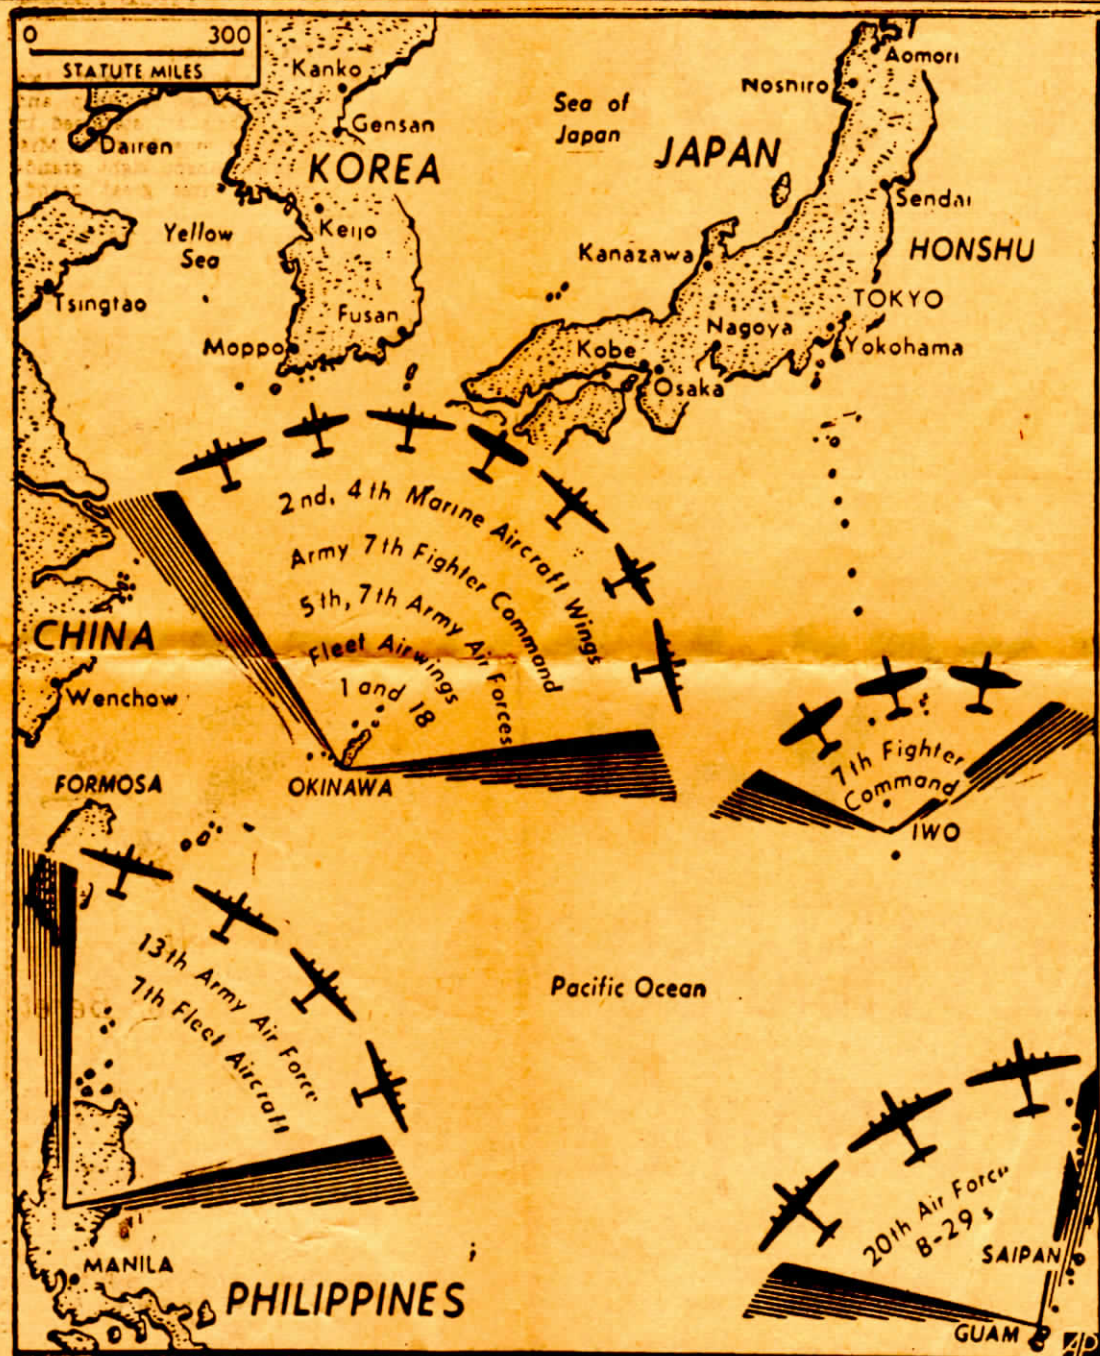 0 300
STATUTE MILES
Kanko
Gensan
Dairen
KOREA
Keijo
Yellow
Sea
Tsingtao
Fusan
Moppo
Sea of
Japan
JAPAN
Aomori
Noshiro
Sendai
HONSHU
Kanazawa
TOKYO
Nagoya
Yokohama
Kobe
Osaka
2nd, 4th Marine Aircraft Wings
Army 7th Fighter Command
5th, 7th Army Air Forces
Fleet Airwings
1 and 18
CHINA
Wenchow
OKINAWA
FORMOSA
7th Fighter
Command
IWO
13th Army Air Force
7th Fleet Aircraft
Pacific Ocean
20th Air Force
B-29s
SAIPAN
MANILA
PHILIPPINES
GUAM
AP